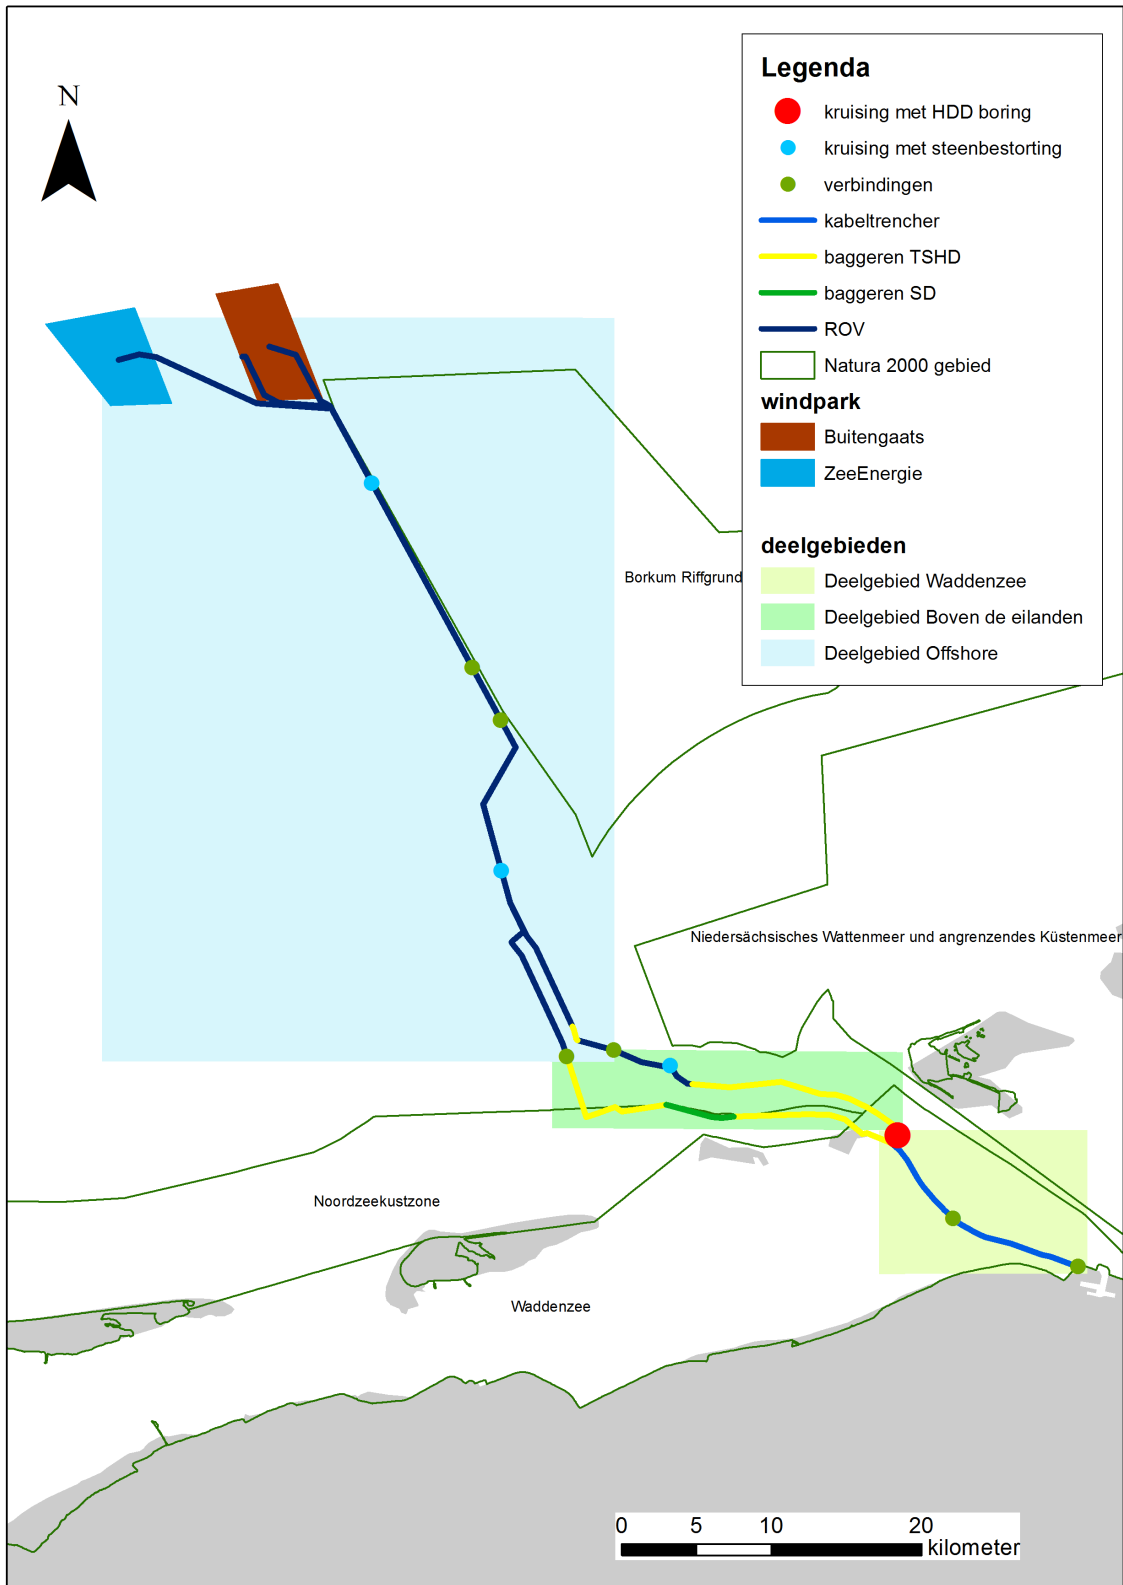 N
Legenda
kruising met HDD boring
kruising met steenbestorting
verbindingen
kabeltrencher
baggeren TSHD
baggeren SD
ROV
Natura 2000 gebied
windpark
Buitengaats
ZeeEnergie
deelgebieden
Deelgebied Waddenzee
Deelgebied Boven de eilanden
Deelgebied Offshore
Borkum Riffgrund
Niedersächsisches Wattenmeer und angrenzendes Küstenmeer
Noordzeekustzone
Waddenzee
0 5 10 20
kilometer